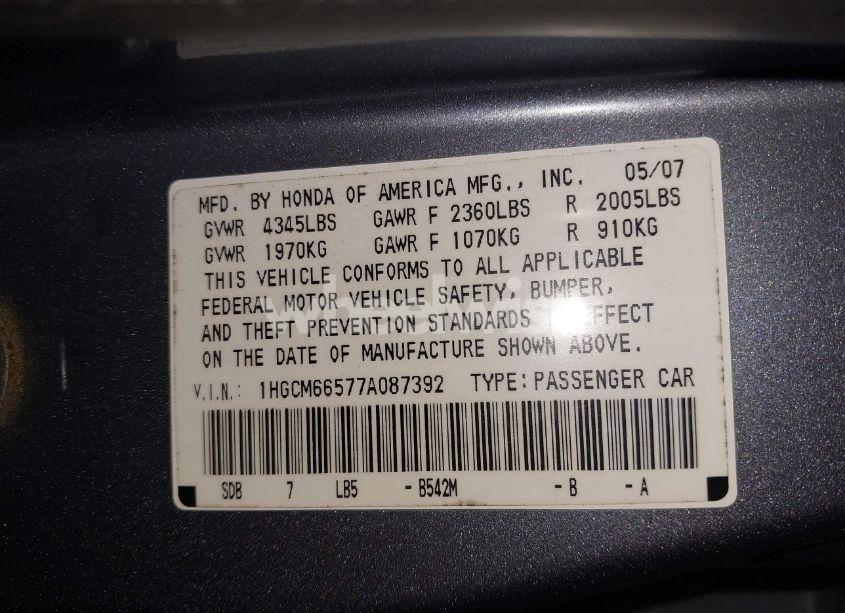 MFD. BY HONDA OF AMERICA MFG., INC. 05/07
GVWR 4345LBS GAWR F 2360LBS R 2005LBS
GVWR 1970KG GAWR F 1070KG R 910KG
THIS VEHICLE CONFORMS TO ALL APPLICABLE
FEDERAL MOTOR VEHICLE SAFETY, BUMPER,
AND THEFT PREVENTION STANDARDS EFFECT
ON THE DATE OF MANUFACTURE SHOWN ABOVE.
V.I.N.: 1HGCM66577A087392 TYPE: PASSENGER CAR
SDB 7 LB5 - B542M - B - A